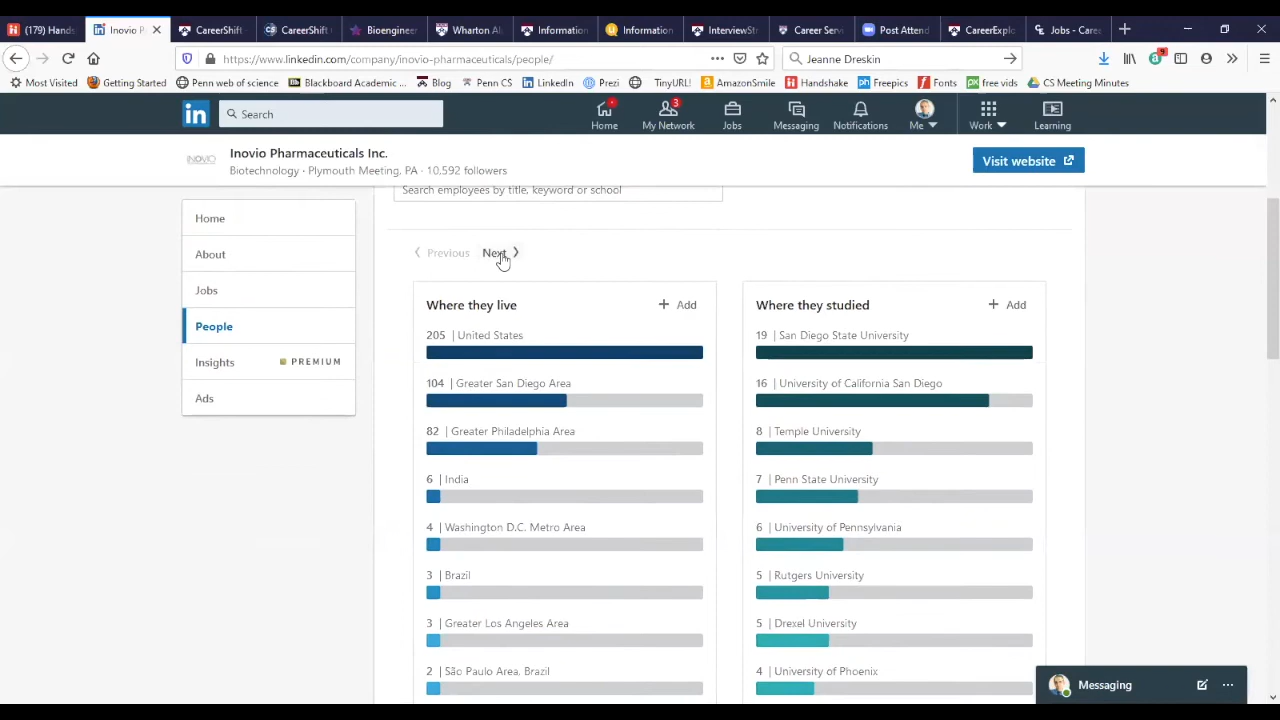 (179) Hands
Inovio P
CareerShift
CareerShift
Bioengineer
Wharton Al
Information
Information
InterviewSt
Career Serv
Post Attend
CareerExplo
Jobs - Caree
https://www.linkedin.com/company/inovio-pharmaceuticals/people/
Jeanne Dreskin
9
Most Visited
Getting Started
Penn web of science
Blackboard Academic ...
Blog
Penn CS
LinkedIn
Prezi
TinyURL!
AmazonSmile
Handshake
Freepics
Fonts
free vids
CS Meeting Minutes
in
Search
Home
3
My Network
Jobs
Messaging
Notifications
Me
Work
Learning
INOVIO
Inovio Pharmaceuticals Inc.
Biotechnology · Plymouth Meeting, PA · 10,592 followers
Visit website
Home
About
Jobs
People
Insights PREMIUM
Ads
Search employees by title, keyword or school
Previous Next
Where they live + Add
205 | United States
104 | Greater San Diego Area
82 | Greater Philadelphia Area
6 | India
4 | Washington D.C. Metro Area
3 | Brazil
3 | Greater Los Angeles Area
2 | São Paulo Area, Brazil
Where they studied + Add
19 | San Diego State University
16 | University of California San Diego
8 | Temple University
7 | Penn State University
6 | University of Pennsylvania
5 | Rutgers University
5 | Drexel University
4 | University of Phoenix
Messaging